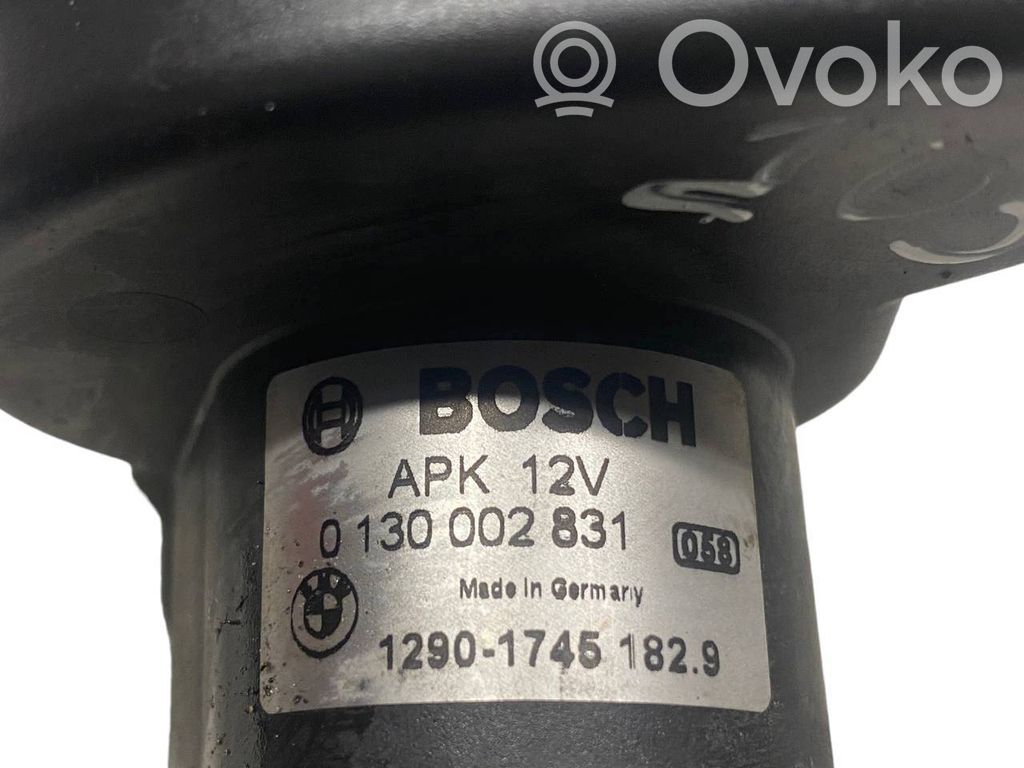 Ovoko
BOSCH
APK 12V
0 130 002 831
058
Made in Germany
1290-1745 182.9